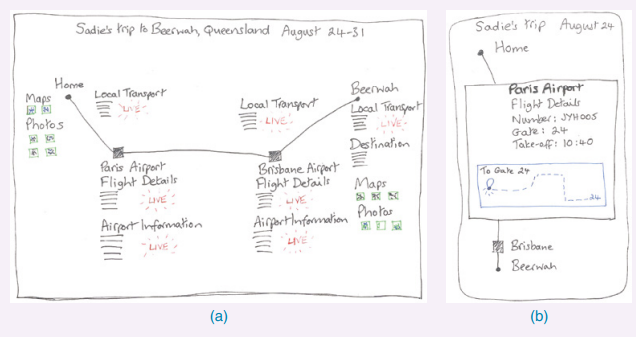 Sadie's trip to Beerwah, Queensland August 24-31
Home
Maps
Photos
Local Transport
LIVE
Paris Airport
Flight Details
LIVE
Airport Information
LIVE
Local Transport
LIVE
Brisbane Airport
Flight Details
LIVE
Airport Information
LIVE
Beerwah
Local Transport
LIVE
Destination
Maps
Photos
(a)
Sadie's trip August 24
Home
Paris Airport
Flight Details
Number: JYH005
Gate: 24
Take-off: 10:40
To Gate 24
24
Brisbane
Beerwah
(b)